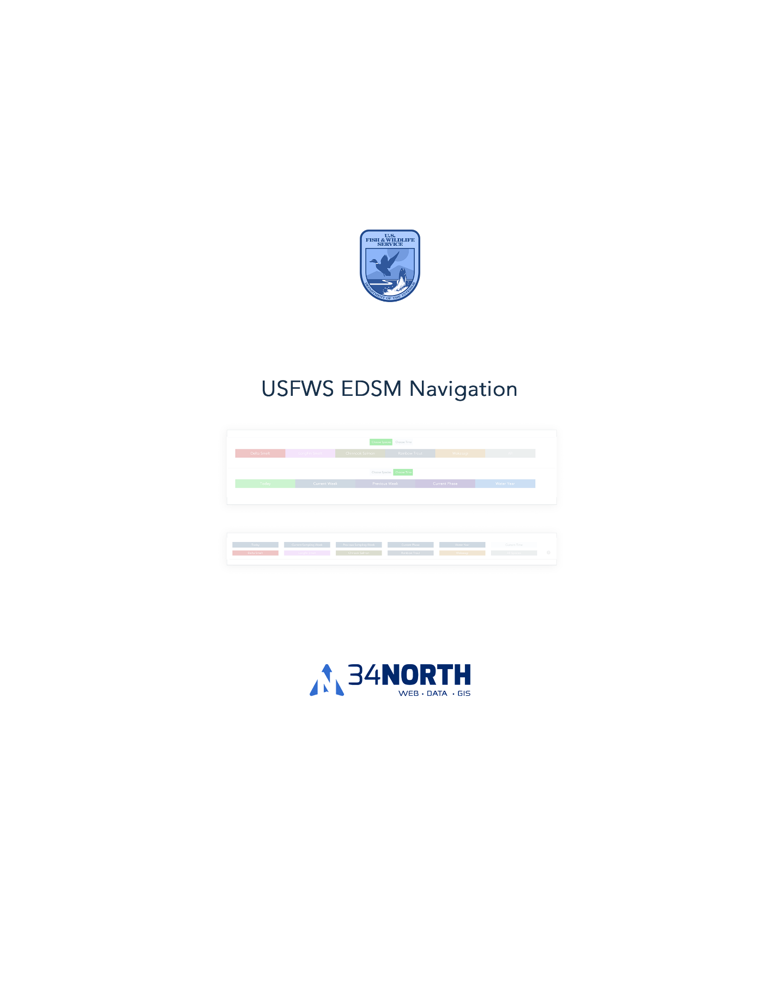 U.S.
FISH & WILDLIFE
SERVICE
DEPARTMENT OF THE INTERIOR
USFWS EDSM Navigation
Choose Species Choose Time
Delta Smelt Longfin Smelt Chinnook Salmon Rainbow Trout Wakasagi All
Choose Species Choose Time
Today Current Week Previous Week Current Phase Water Year
Today Current Sampling Week Previous Sampling Week Current Phase Water Year Custom Time
Delta Smelt Longfin Smelt Chinook Salmon Rainbow Trout Wakasagi All Species
34NORTH
WEB · DATA · GIS